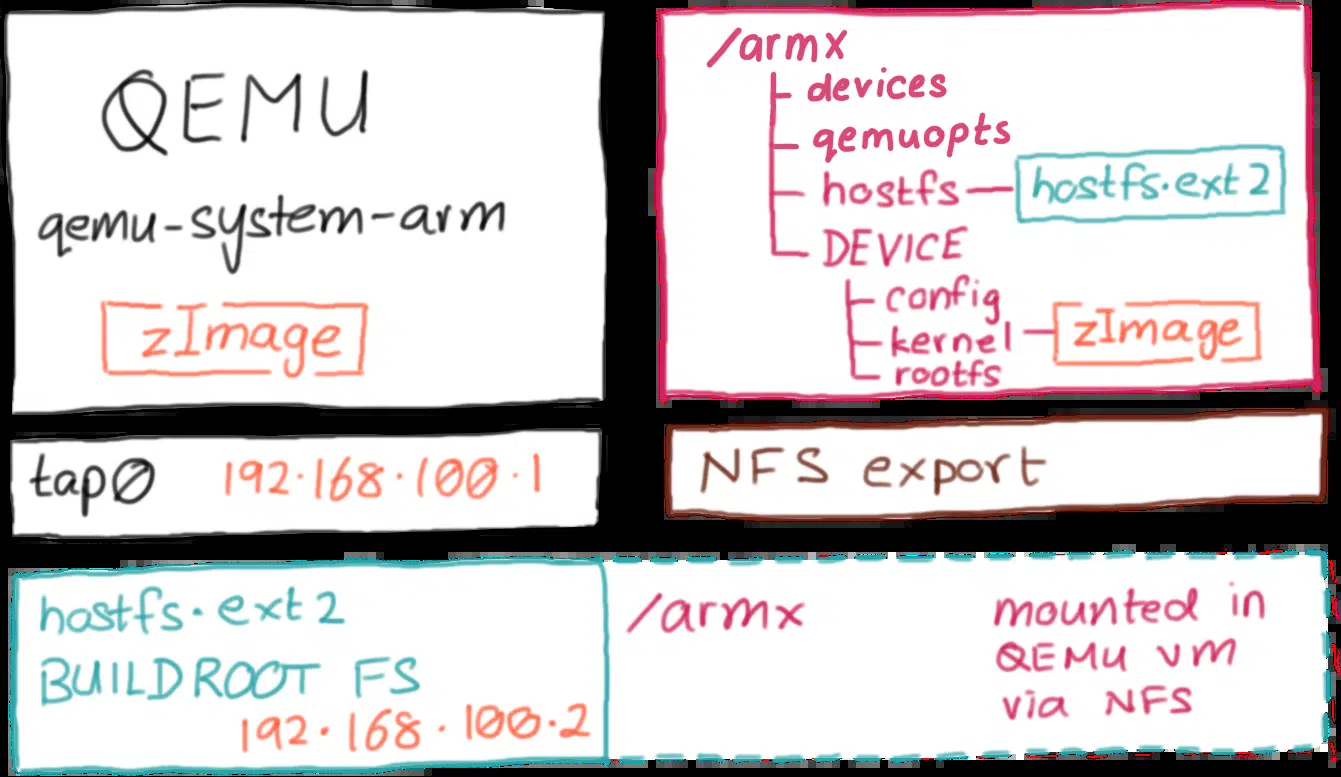 QEMU
qemu-system-arm
zImage
/armx
devices
qemuopts
hostfs hostfs.ext2
DEVICE
config
kernel zImage
rootfs
tap0 192.168.100.1
NFS export
hostfs.ext2
BUILDROOT FS
192.168.100.2
/armx
mounted in
QEMU VM
via NFS